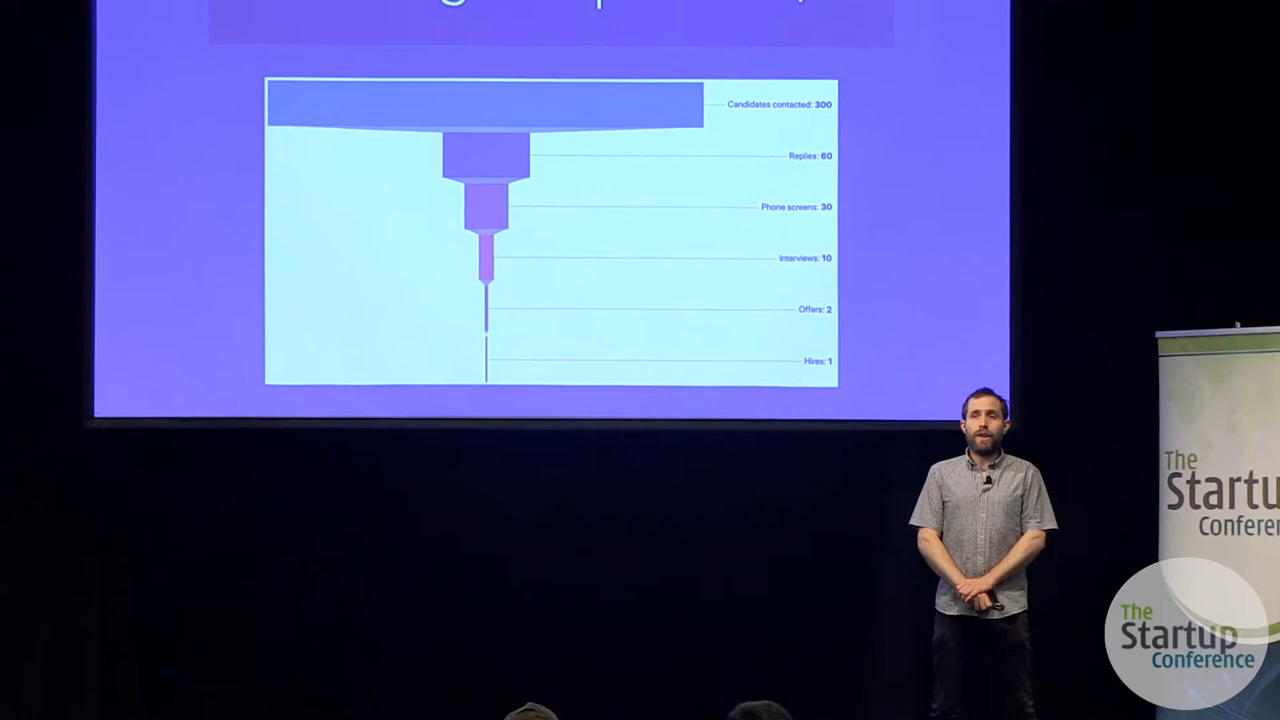 Candidates contacted: 300
Replies: 60
Phone screens: 30
Interviews: 10
Offers: 2
Hires: 1
The
Startu
Conferen
The
Startup
Conference